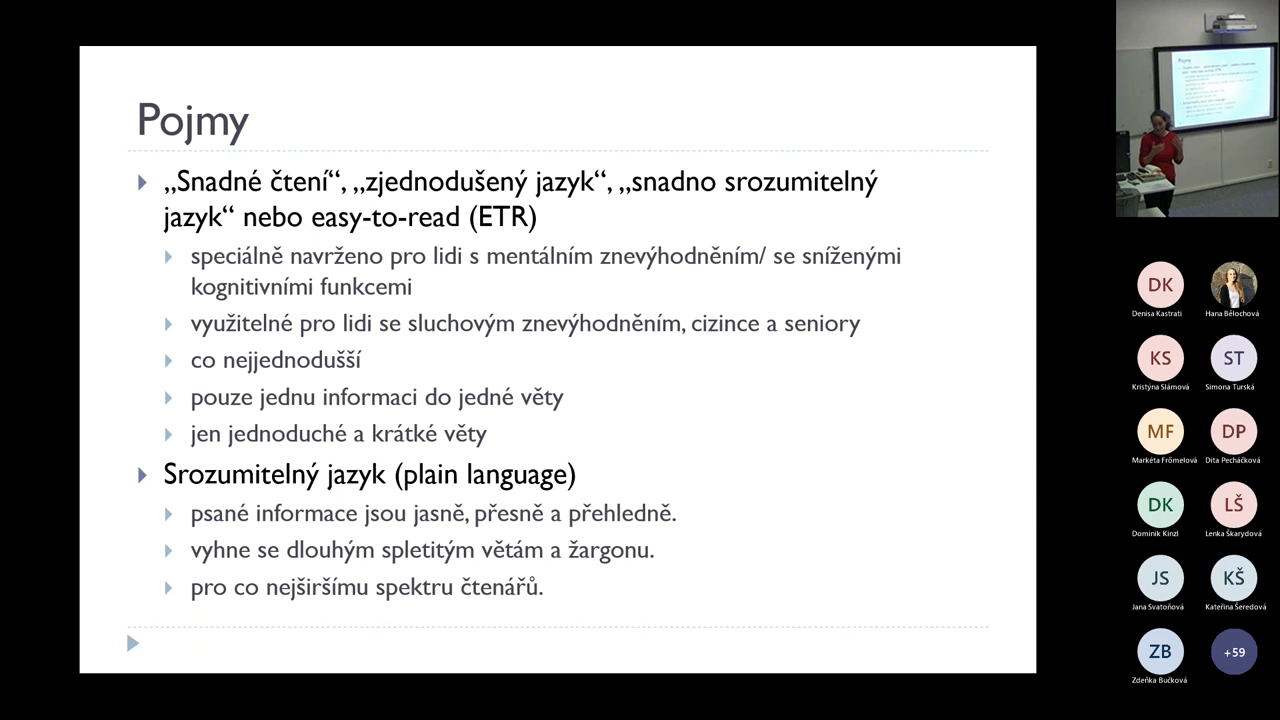 Pojmy
„Snadné čtení“, „zjednodušený jazyk“, „snadno srozumitelný
jazyk“ nebo easy-to-read (ETR)
speciálně navrženo pro lidi s mentálním znevýhodněním/ se sníženými
kognitivními funkcemi
využitelné pro lidi se sluchovým znevýhodněním, cizince a seniory
co nejjednodušší
pouze jednu informaci do jedné věty
jen jednoduché a krátké věty
Srozumitelný jazyk (plain language)
psané informace jsou jasně, přesně a přehledně.
vyhne se dlouhým spletitým větám a žargonu.
pro co nejširšímu spektru čtenářů.
DK
Denisa Kastrati
Hana Bělochová
KS
ST
Kristýna Slámová
Simona Turská
MF
DP
Markéta Frömelová
Dita Pecháčková
DK
LŠ
Dominik Kinzl
Lenka Škarydová
JS
KŠ
Jana Svatoňová
Kateřina Šeredová
ZB
+59
Zdeňka Bučková